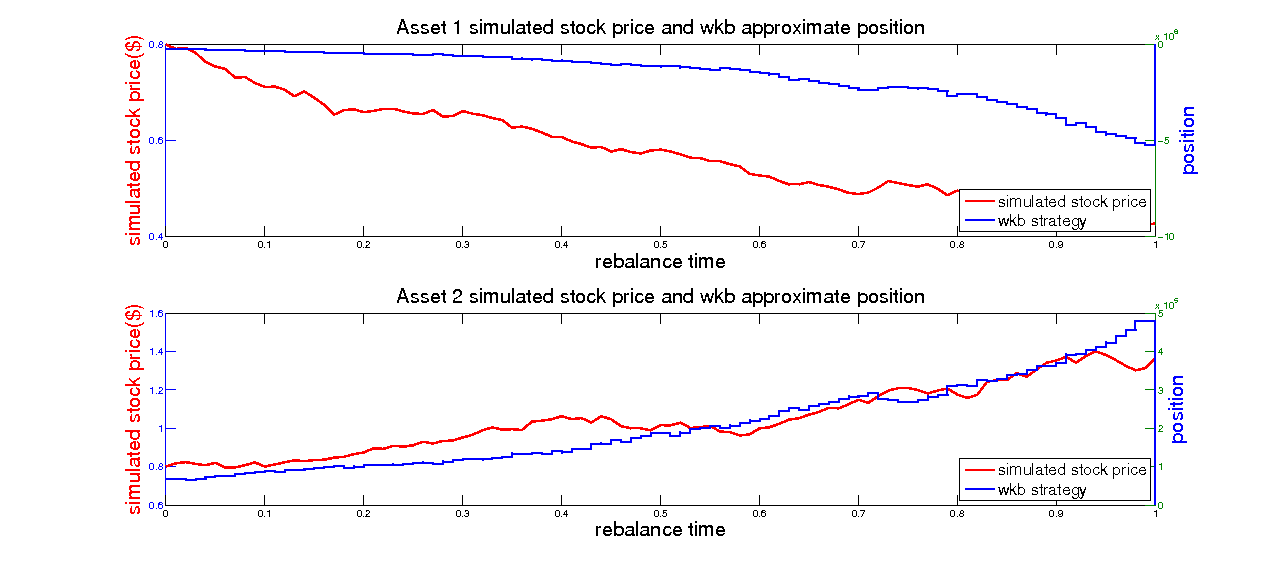 Asset 1 simulated stock price and wkb approximate position
simulated stock price($)
0.8
0.6
0.4
x 10
0
-5
-10
position
simulated stock price
wkb strategy
0 0.1 0.2 0.3 0.4 0.5 0.6 0.7 0.8 0.9 1
rebalance time
Asset 2 simulated stock price and wkb approximate position
simulated stock price($)
1.6
1.4
1.2
1
0.8
0.6
x 10
5
4
3
2
1
0
position
simulated stock price
wkb strategy
0 0.1 0.2 0.3 0.4 0.5 0.6 0.7 0.8 0.9 1
rebalance time